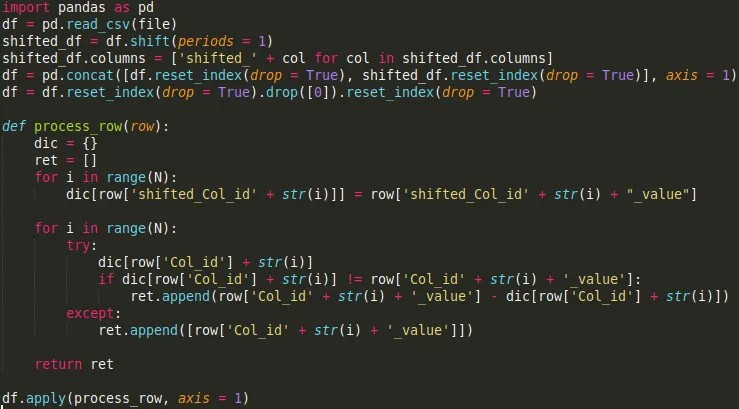 import pandas as pd
df = pd.read_csv(file)
shifted_df = df.shift(periods = 1)
shifted_df.columns = ['shifted_' + col for col in shifted_df.columns]
df = pd.concat([df.reset_index(drop = True), shifted_df.reset_index(drop = True)], axis = 1)
df = df.reset_index(drop = True).drop([0]).reset_index(drop = True)

def process_row(row):
    dic = {}
    ret = []
    for i in range(N):
        dic[row['shifted_Col_id' + str(i)]] = row['shifted_Col_id' + str(i) + "_value"]

    for i in range(N):
        try:
            dic[row['Col_id'] + str(i)]
            if dic[row['Col_id'] + str(i)] != row['Col_id' + str(i) + '_value']:
                ret.append(row['Col_id' + str(i) + '_value'] - dic[row['Col_id'] + str(i)])
        except:
            ret.append([row['Col_id' + str(i) + '_value']])

    return ret

df.apply(process_row, axis = 1)